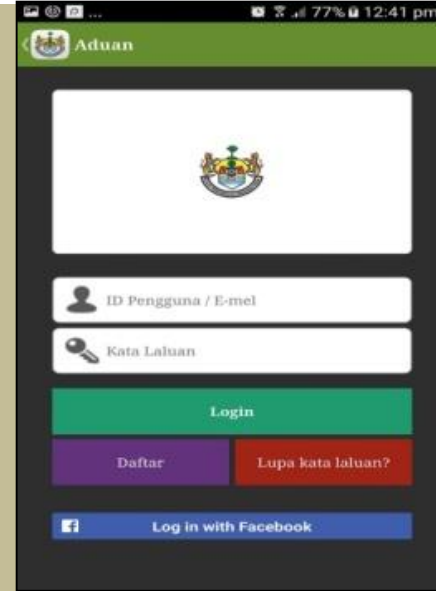 ... 77% 12:41 pm
Aduan
ID Pengguna / E-mel
Kata Laluan
Login
Daftar Lupa kata laluan?
Log in with Facebook